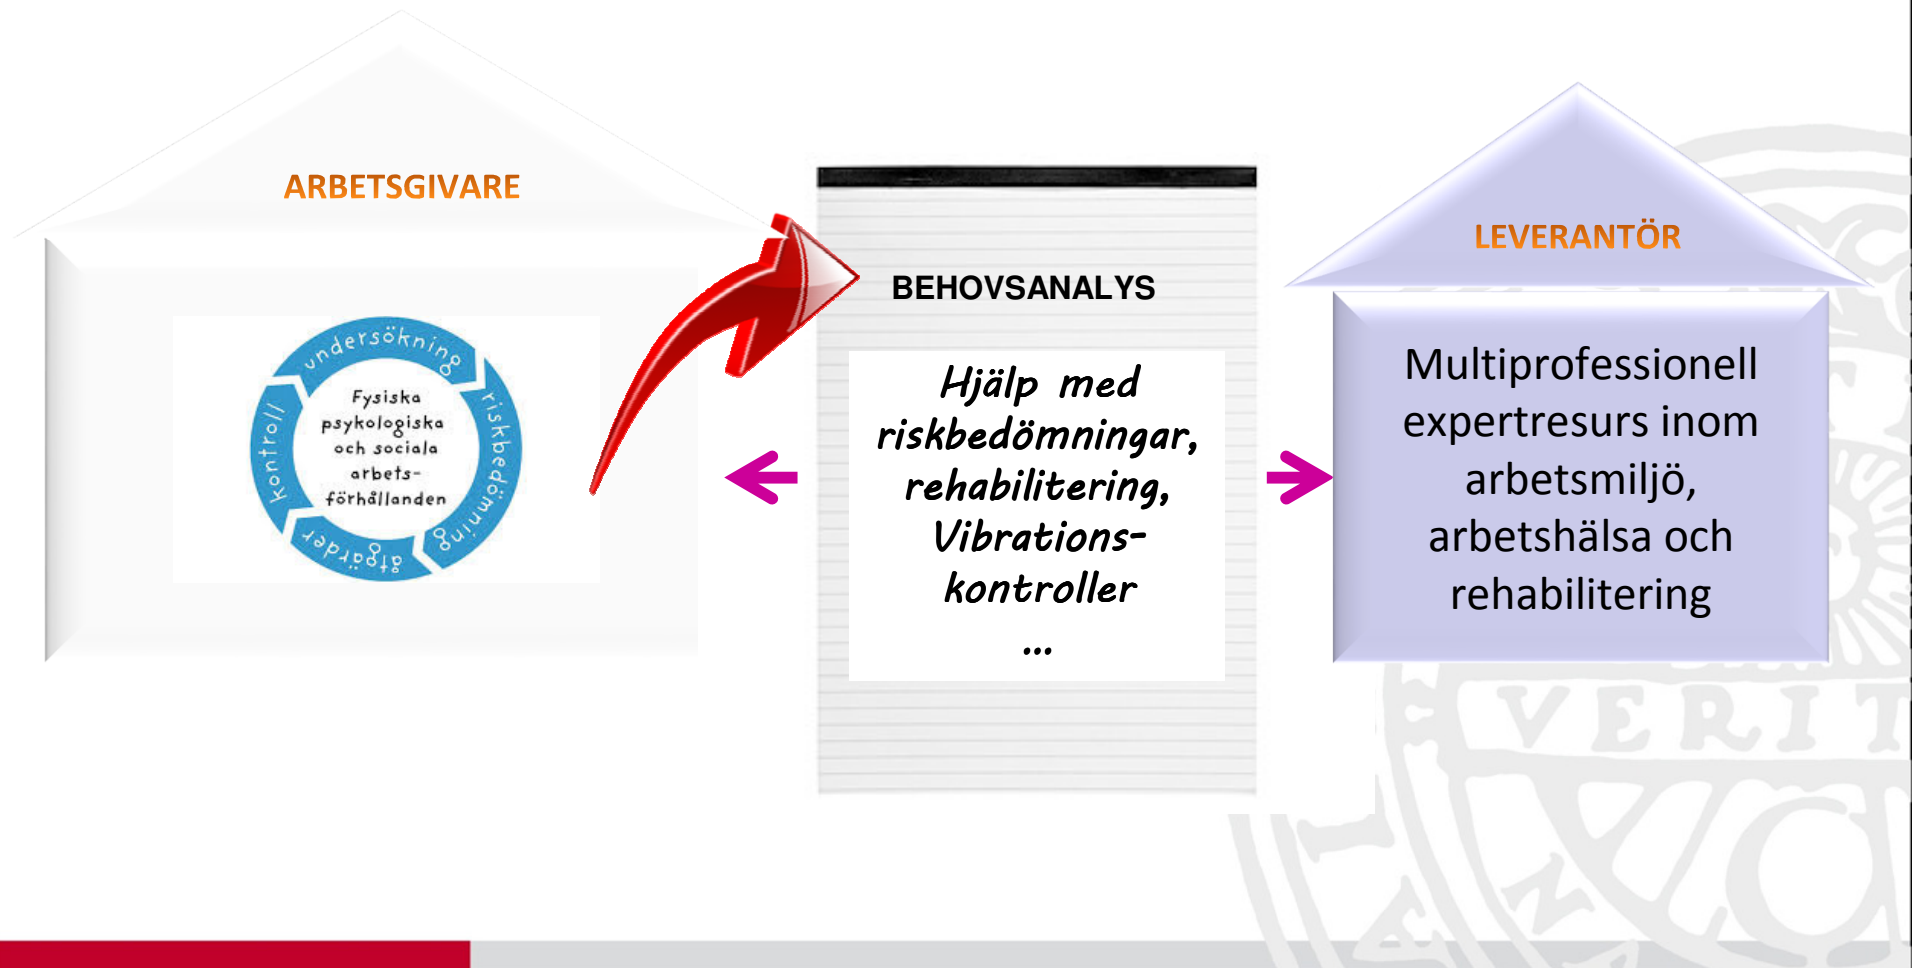 ARBETSGIVARE
undersökning
riskbedömning
åtgärder
kontroll
Fysiska
psykologiska
och sociala
arbets-
förhållanden
BEHOVSANALYS
Hjälp med
riskbedömningar,
rehabilitering,
Vibrations-
kontroller
...
LEVERANTÖR
Multiprofessionell
expertresurs inom
arbetsmiljö,
arbetshälsa och
rehabilitering
VERIT